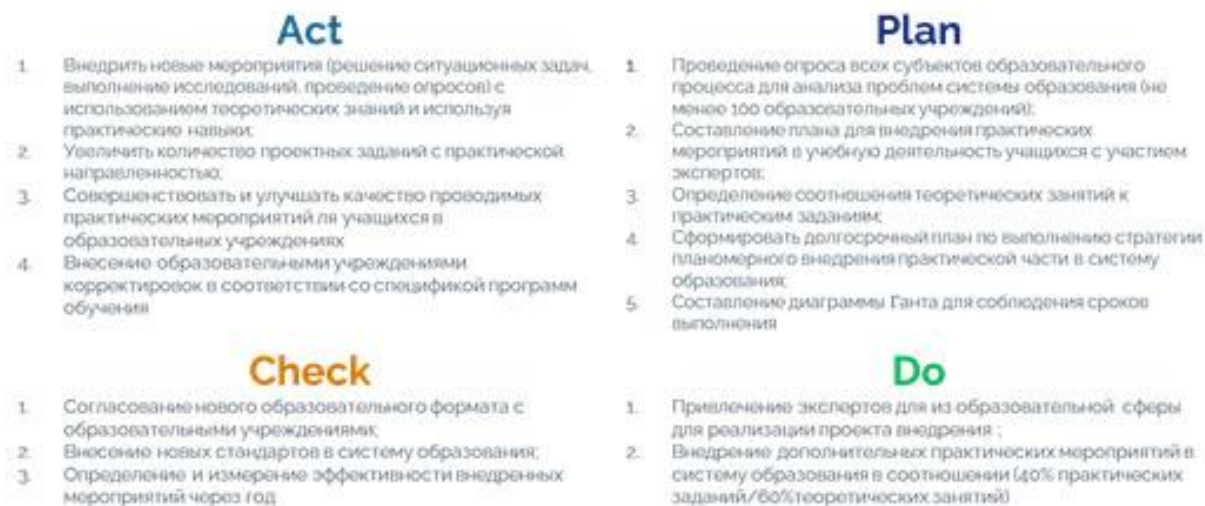 Act
1. Внедрить новые мероприятия (решение ситуационных задач,
выполнение исследований, проведение опросов) с
использованием теоретических знаний и используя
практические навыки;
2. Увеличить количество проектных заданий с практической
направленностью;
3. Совершенствовать и улучшать качество проводимых
практических мероприятий ля учащихся в
образовательных учреждениях
4. Внесение образовательными учреждениями
корректировок в соответствии со спецификой программ
обучения
Plan
1. Проведение опроса всех субъектов образовательного
процесса для анализа проблем системы образования (не
менее 100 образовательных учреждений);
2. Составление плана для внедрения практических
мероприятий в учебную деятельность учащихся с участием
экспертов;
3. Определение соотношения теоретических занятий к
практическим заданиям;
4. Сформировать долгосрочный план по выполнению стратегии
планомерного внедрения практической части в систему
образования;
5. Составление диаграммы Ганта для соблюдения сроков
выполнения
Check
1. Согласование нового образовательного формата с
образовательными учреждениями;
2. Внесение новых стандартов в систему образования;
3. Определение и измерение эффективности внедренных
мероприятий через год
Do
1. Привлечение экспертов для из образовательной сферы
для реализации проекта внедрения ;
2. Внедрение дополнительных практических мероприятий в
систему образования в соотношении (40% практических
заданий/60%теоретических занятий)